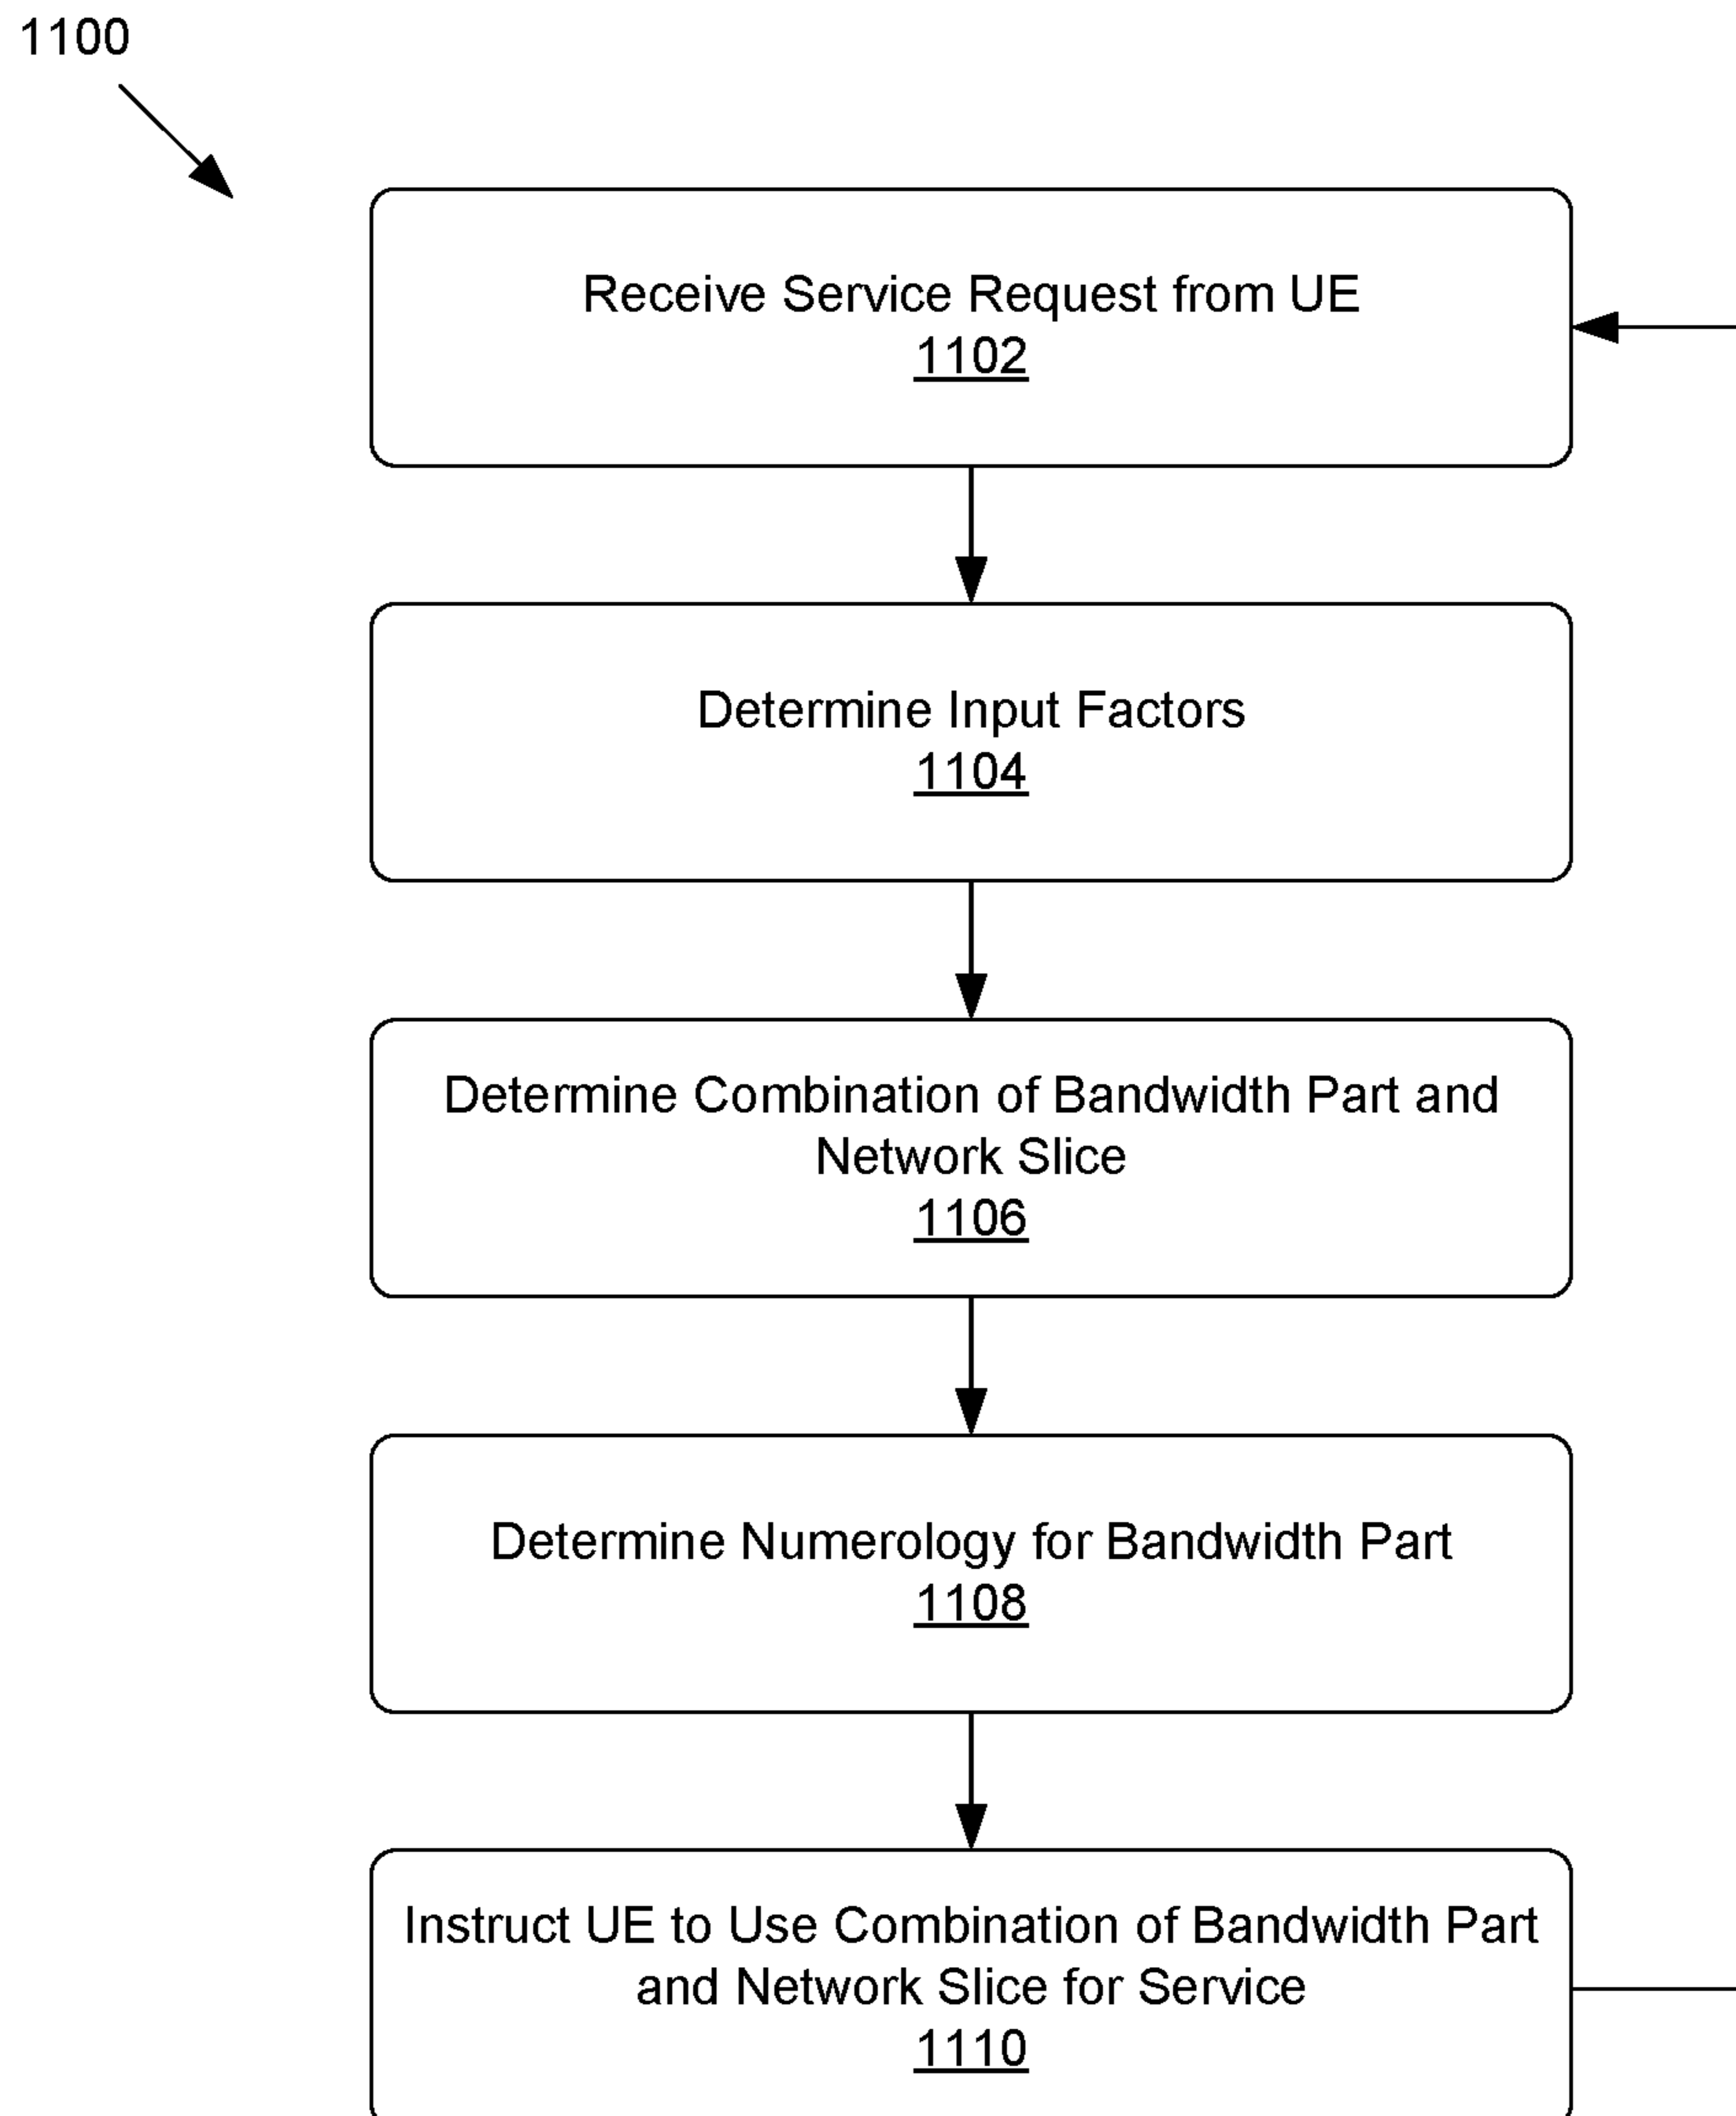 1100
Receive Service Request from UE
1102
Determine Input Factors
1104
Determine Combination of Bandwidth Part and
Network Slice
1106
Determine Numerology for Bandwidth Part
1108
Instruct UE to Use Combination of Bandwidth Part
and Network Slice for Service
1110